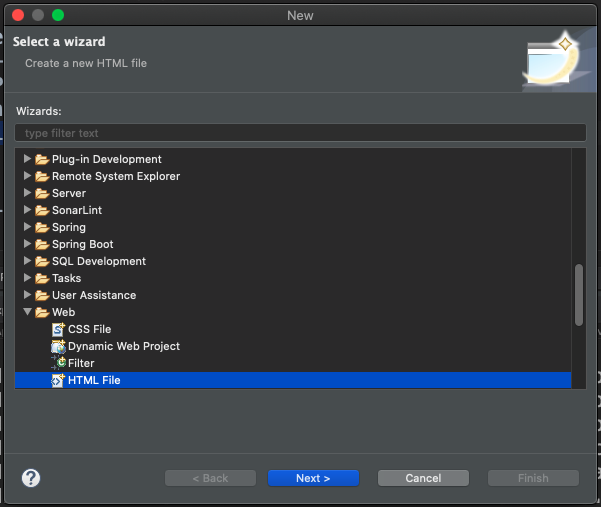 New
Select a wizard
Create a new HTML file
Wizards:
type filter text
Plug-in Development
Remote System Explorer
Server
SonarLint
Spring
Spring Boot
SQL Development
Tasks
User Assistance
Web
CSS File
Dynamic Web Project
Filter
HTML File
?
< Back
Next >
Cancel
Finish